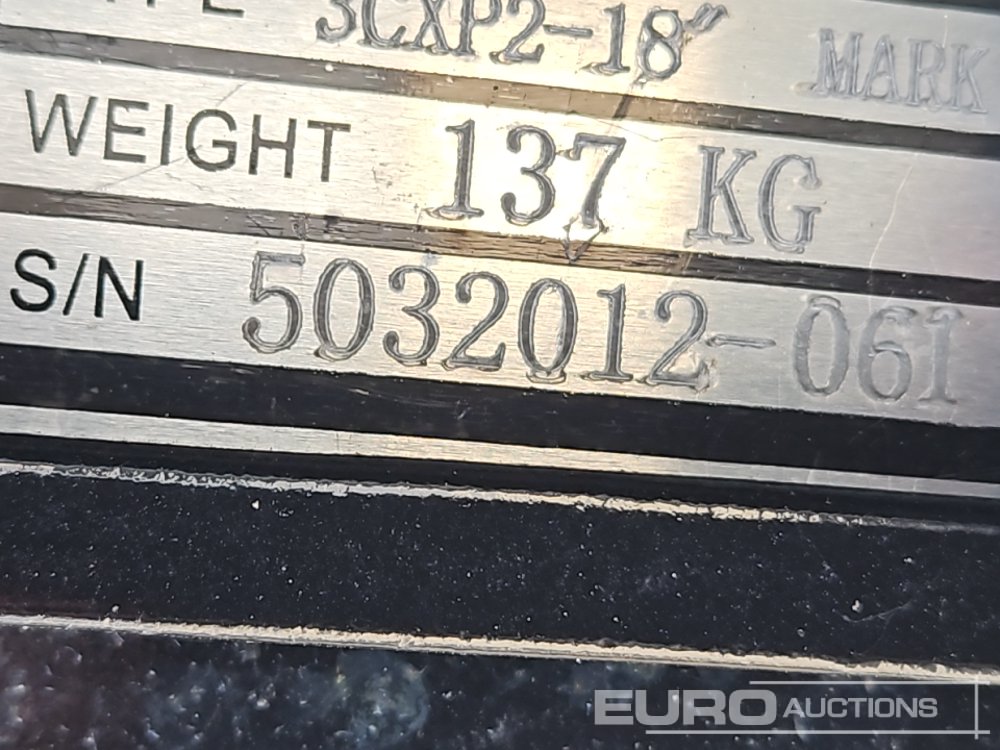 3CXP2-18" MARK
WEIGHT 137 KG
S/N 5032012-061
EURO AUCTIONS